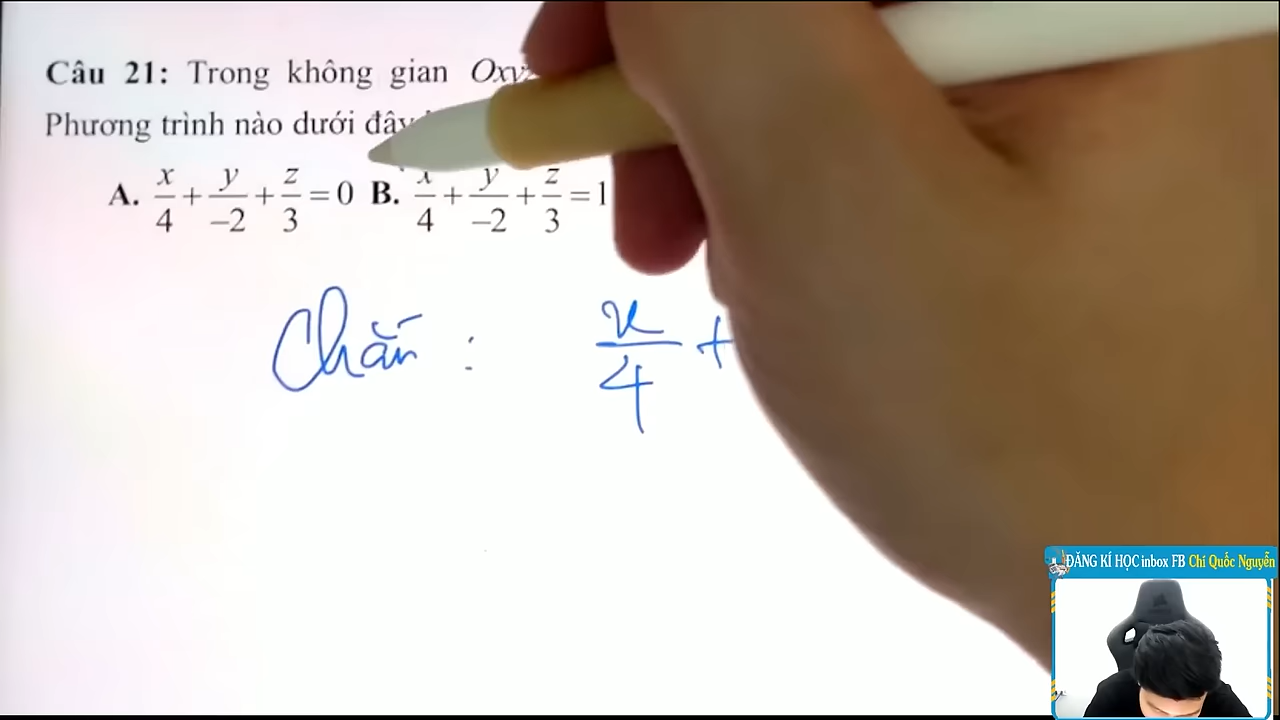 Câu 21: Trong không gian Oxy
Phương trình nào dưới đây
A. x/4 + y/-2 + z/3 = 0 B. x/4 + y/-2 + z/3 = 1
Chắn : x/4 +
ĐĂNG KÍ HỌC inbox FB Chí Quốc Nguyễn